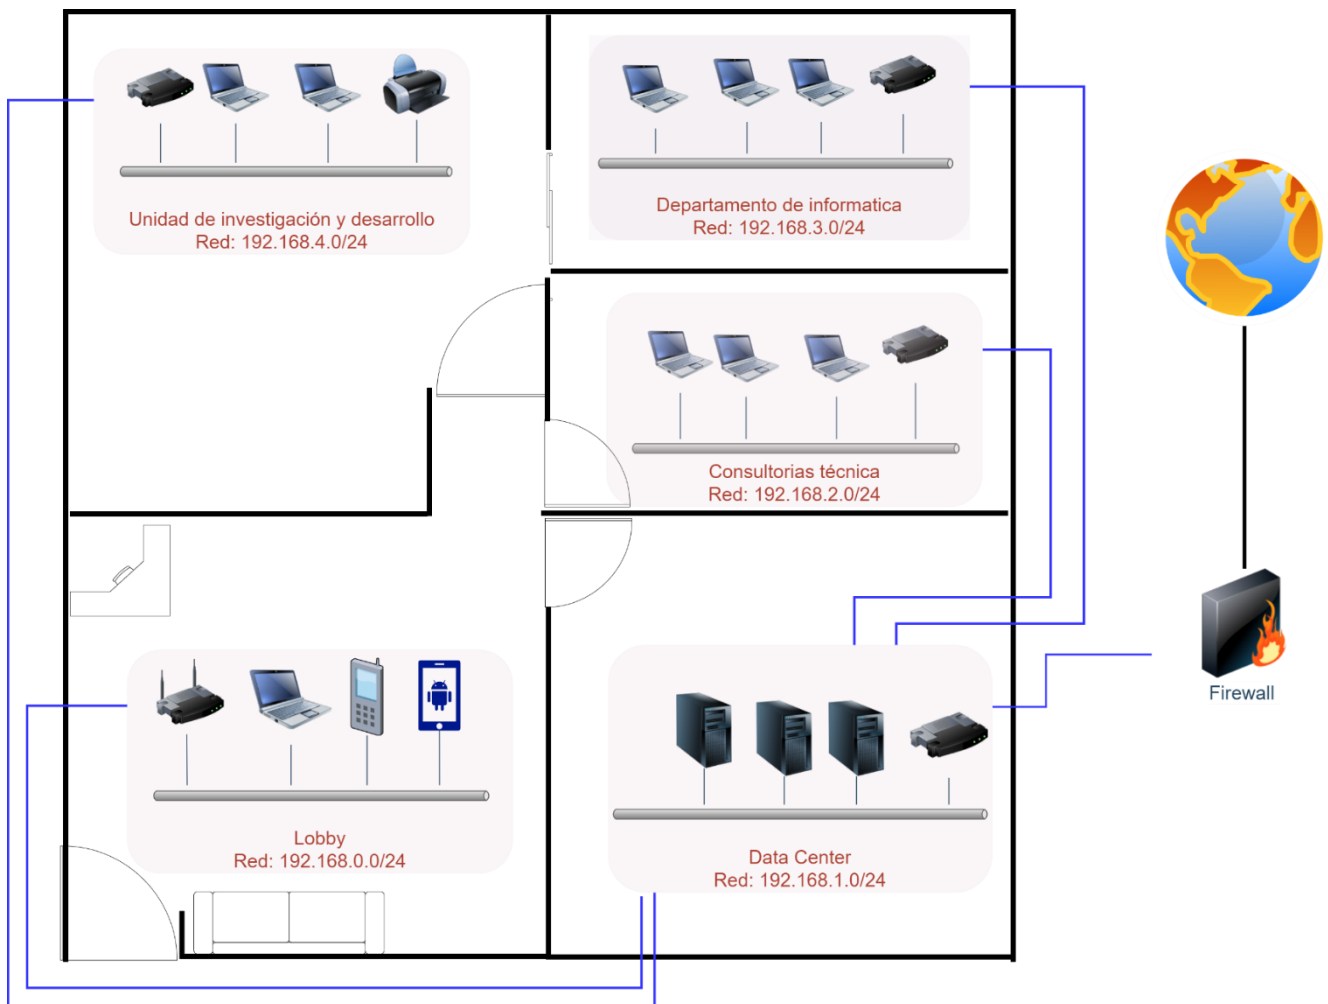 Unidad de investigación y desarrollo
Red: 192.168.4.0/24
Departamento de informatica
Red: 192.168.3.0/24
Consultorias técnica
Red: 192.168.2.0/24
Firewall
Lobby
Red: 192.168.0.0/24
Data Center
Red: 192.168.1.0/24